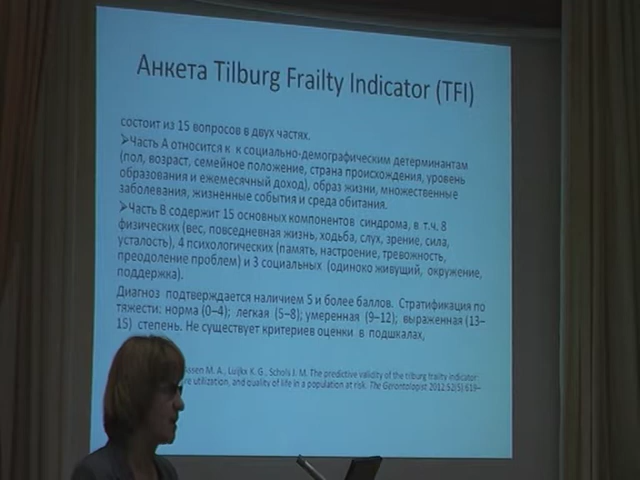 Анкета Tilburg Frailty Indicator (TFI)
состоит из 15 вопросов в двух частях.
➢Часть А относится к к социально-демографическим детерминантам
(пол, возраст, семейное положение, страна происхождения, уровень
образования и ежемесячный доход), образ жизни, множественные
заболевания, жизненные события и среда обитания.
➢Часть В содержит 15 основных компонентов синдрома, в т.ч. 8
физических (вес, повседневная жизнь, ходьба, слух, зрение, сила,
усталость), 4 психологических (память, настроение, тревожность,
преодоление проблем) и 3 социальных (одиноко живущий, окружение,
поддержка).
Диагноз подтверждается наличием 5 и более баллов. Стратификация по
тяжести: норма (0–4); легкая (5–8); умеренная (9–12); выраженная (13–
15) степень. Не существует критериев оценки в подшкалах,
assen M. A., Luijkx K. G., Schols J. M. The predictive validity of the tilburg frailty indicator:
re utilization, and quality of life in a population at risk. The Gerontologist 2012;52(5):619–